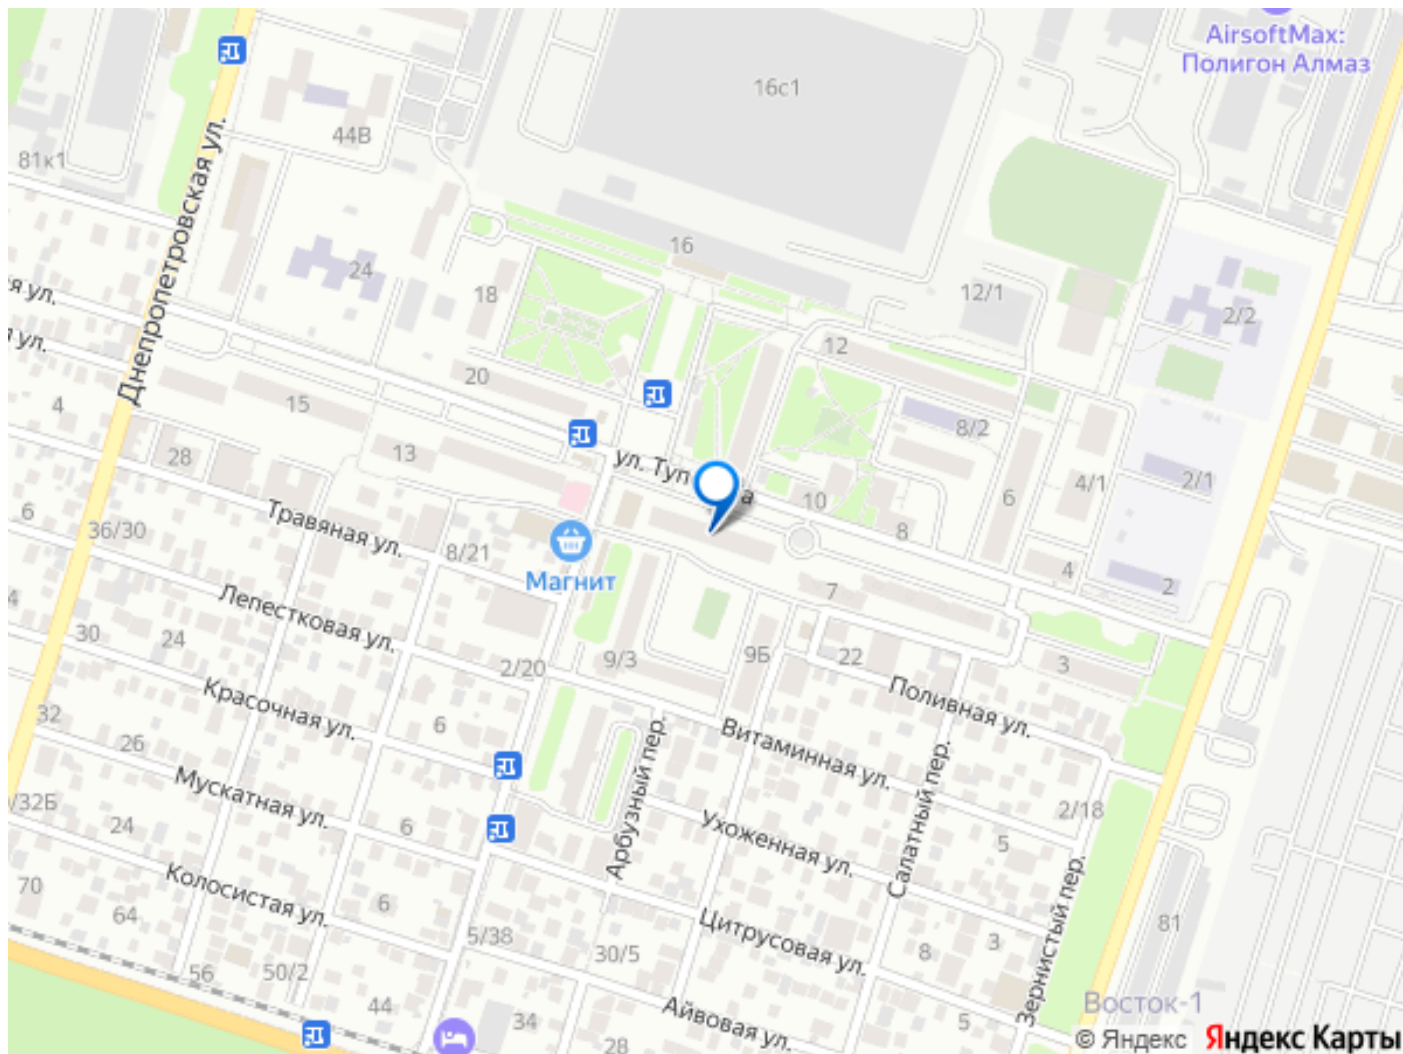 AirsoftMax:
Полигон Алмаз
16с1
44В
81к1
Днепропетровская ул.
16
24
18
12/1
2/2
ул.
ул.
12
20
15
4
8/2
13
28
ул. Туп
а
10
6
4/1
2/1
8
6
36/30
Травяная ул.
8/21
Магнит
4
2
7
4
Лепестковая ул.
30
24
2/20
9/3
9Б
22
3
Поливная ул.
Красочная ул.
32
26
6
Витаминная ул.
Мускатная ул.
Арбузный пер.
Салатный пер.
/32Б
24
6
Ухоженная ул.
2/18
5
Колосистая ул.
70
64
6
Зернистый пер.
81
5/38
30/5
Цитрусовая ул.
8
3
56
50/2
44
34
28
Айвовая ул.
5
Восток-1
© Яндекс Яндекс Карты